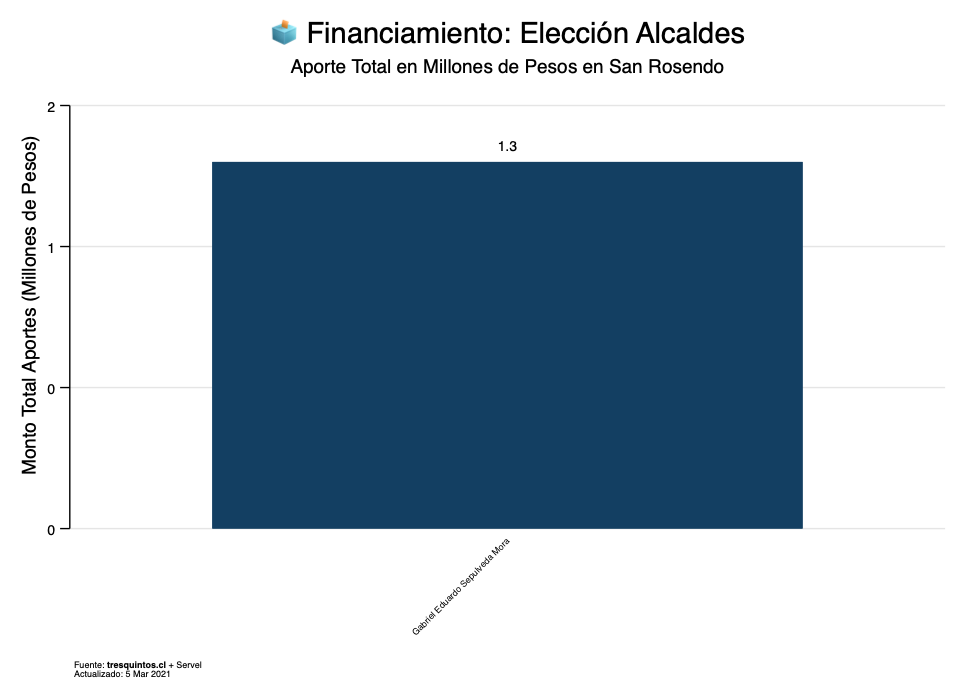 🗳️ Financiamiento: Elección Alcaldes
Aporte Total en Millones de Pesos en San Rosendo
Monto Total Aportes (Millones de Pesos)
2
1
0
0
1.3
Gabriel Eduardo Sepulveda Mora
Fuente: tresquintos.cl + Servel
Actualizado: 5 Mar 2021